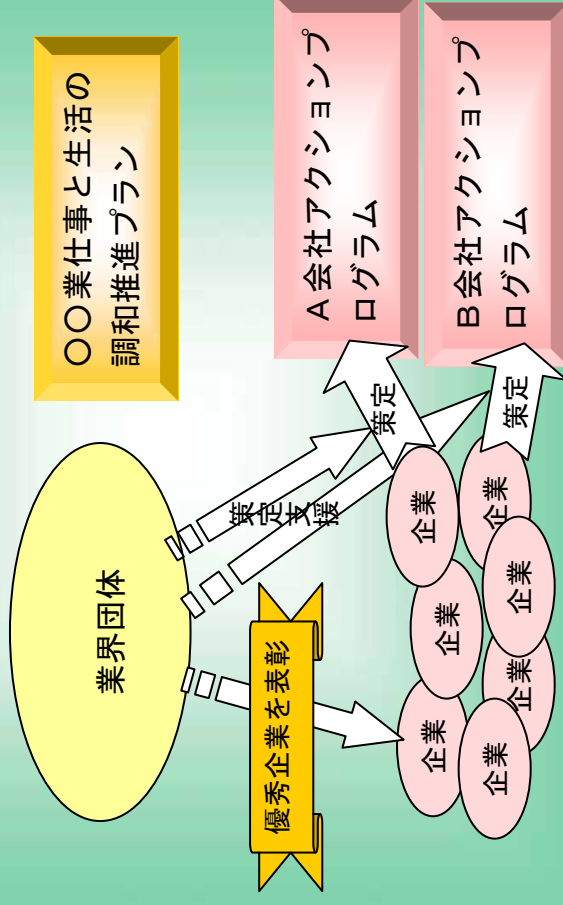 業界団体
〇〇業仕事と生活の
調和推進プラン
優秀企業を表彰
策定支援
企業
企業
企業
企業
企業
企業
企業
策定
策定
A会社アクションプ
ログラム
B会社アクションプ
ログラム